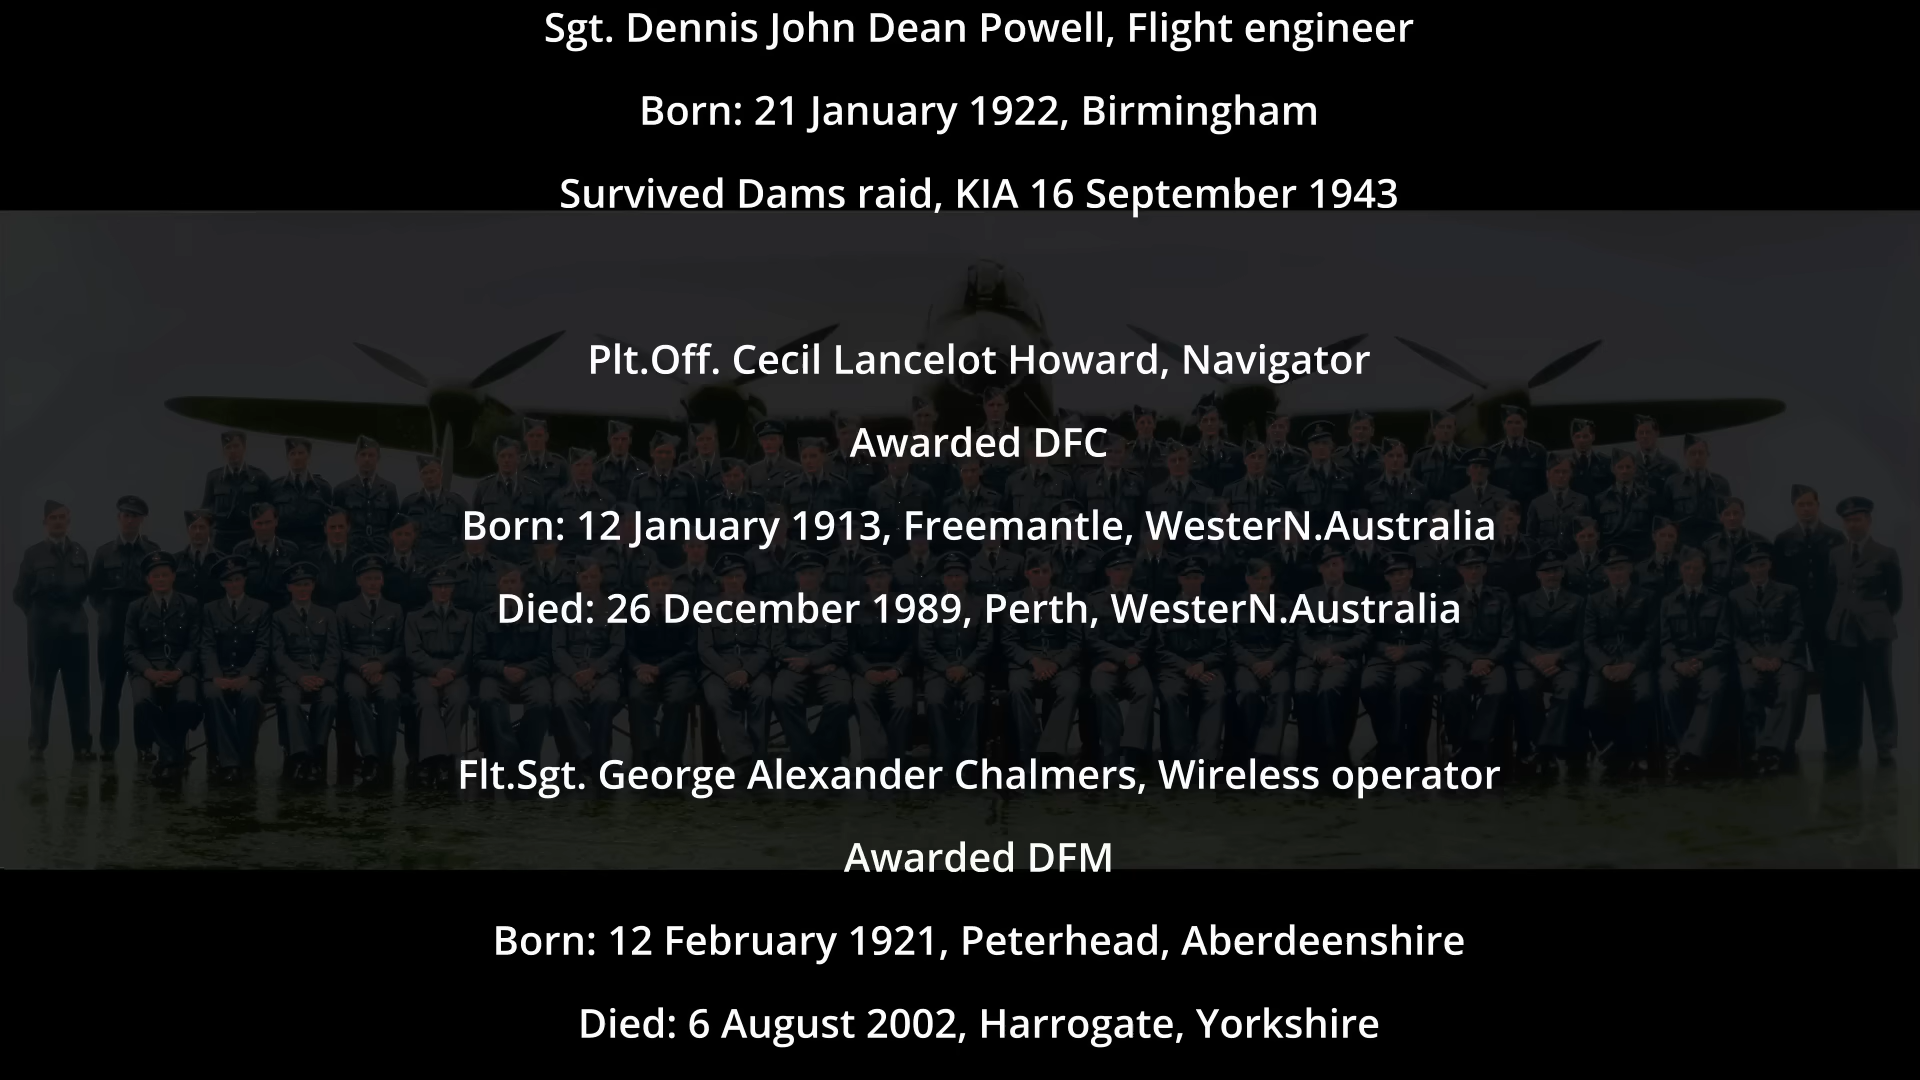 Sgt. Dennis John Dean Powell, Flight engineer
Born: 21 January 1922, Birmingham
Survived Dams raid, KIA 16 September 1943
Plt.Off. Cecil Lancelot Howard, Navigator
Awarded DFC
Born: 12 January 1913, Freemantle, WesterN.Australia
Died: 26 December 1989, Perth, WesterN.Australia
Flt.Sgt. George Alexander Chalmers, Wireless operator
Awarded DFM
Born: 12 February 1921, Peterhead, Aberdeenshire
Died: 6 August 2002, Harrogate, Yorkshire